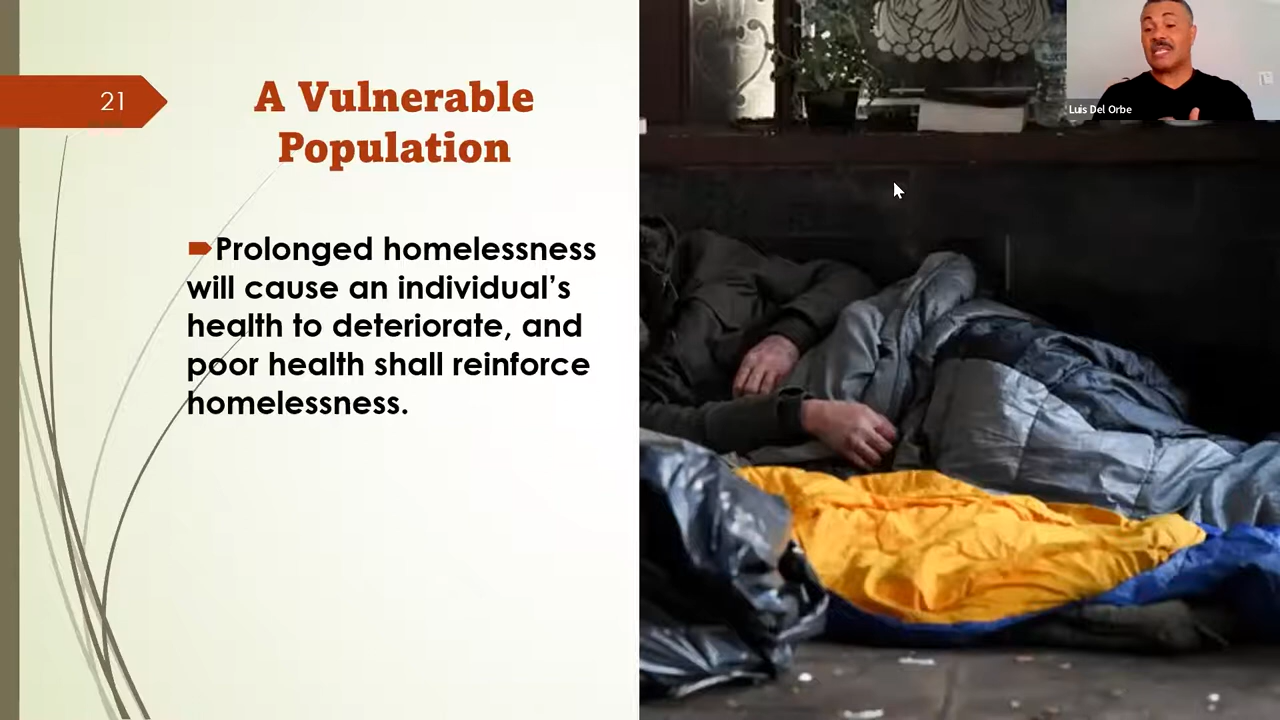 21
A Vulnerable
Population
Prolonged homelessness
will cause an individual’s
health to deteriorate, and
poor health shall reinforce
homelessness.
Luis Del Orbe